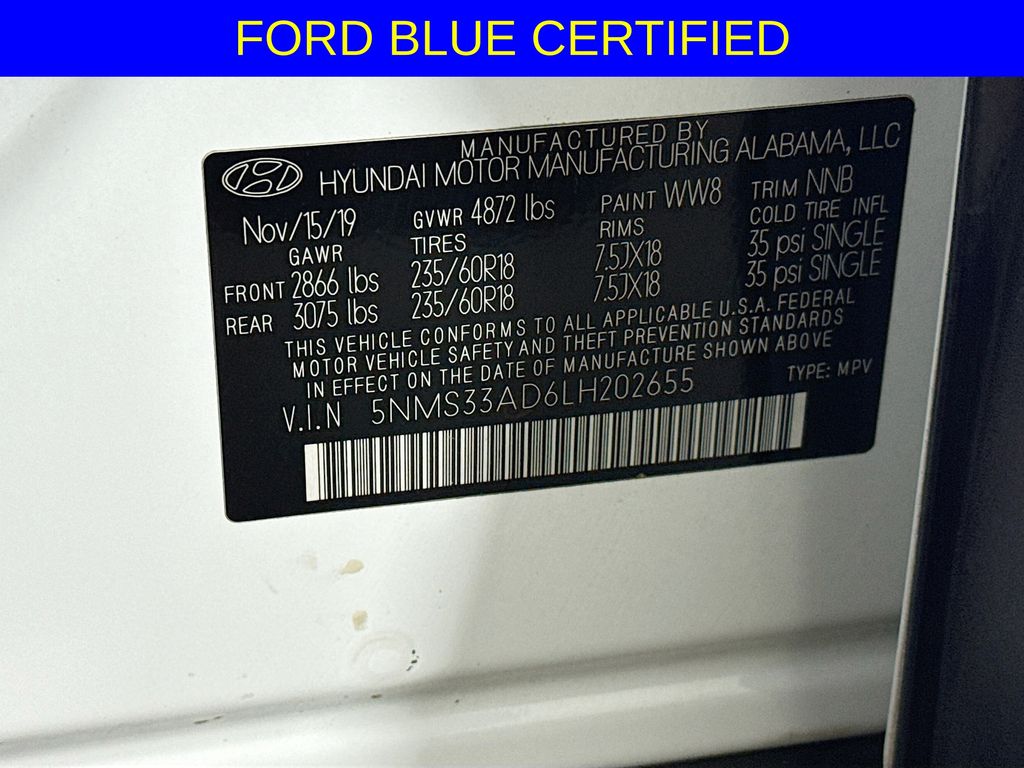 FORD BLUE CERTIFIED
MANUFACTURED BY
HYUNDAI MOTOR MANUFACTURING ALABAMA, LLC
Nov/15/19 GVWR 4872 lbs PAINT WW8 TRIM NNB
GAWR TIRES RIMS COLD TIRE INFL
FRONT 2866 lbs 235/60R18 7.5JX18 35 psi SINGLE
REAR 3075 lbs 235/60R18 7.5JX18 35 psi SINGLE
THIS VEHICLE CONFORMS TO ALL APPLICABLE U.S.A. FEDERAL
MOTOR VEHICLE SAFETY AND THEFT PREVENTION STANDARDS
IN EFFECT ON THE DATE OF MANUFACTURE SHOWN ABOVE
V.I.N 5NMS33AD6LH202655 TYPE: MPV